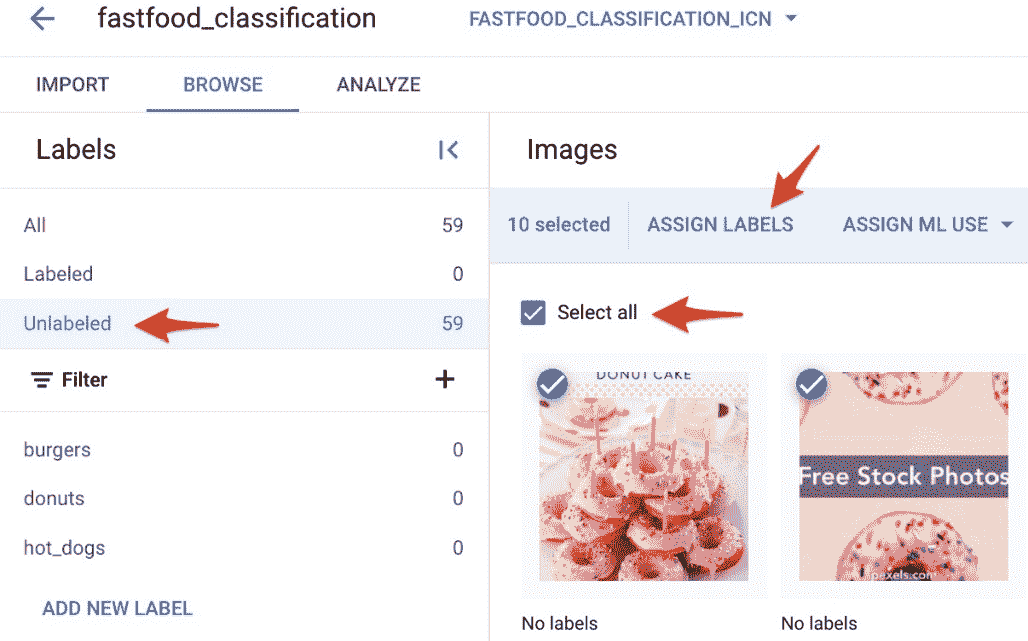 fastfood_classification
FASTFOOD_CLASSIFICATION_ICN
IMPORT BROWSE ANALYZE
Labels
All 59
Labeled 0
Unlabeled 59
Filter
burgers 0
donuts 0
hot_dogs 0
ADD NEW LABEL
Images
10 selected ASSIGN LABELS ASSIGN ML USE
Select all
DONUT CAKE
No labels
Free Stock Photos
No labels